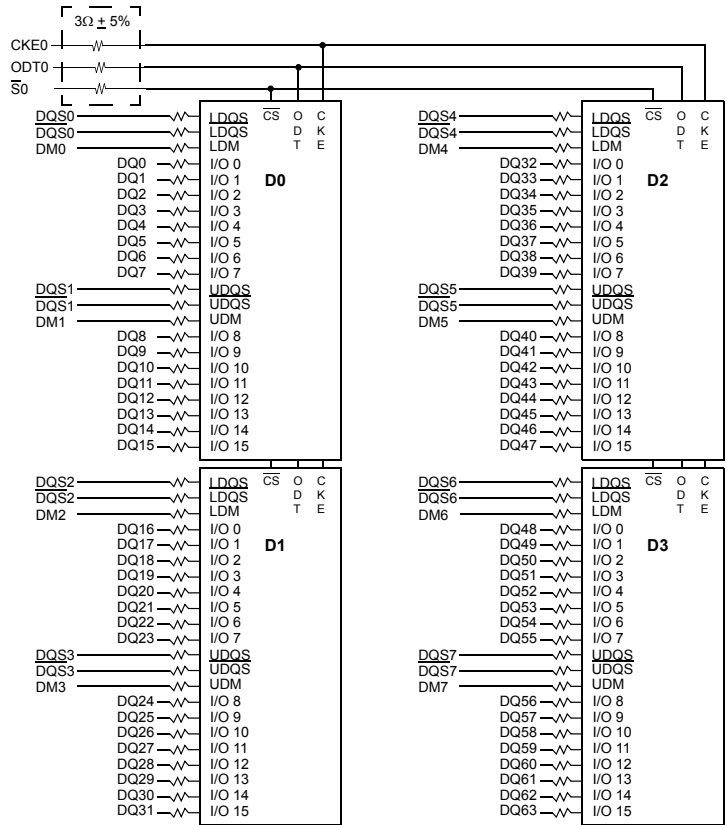 3Ω ± 5%
CKE0
ODT0
S0
DQS0 LDQS CS O C
DQS0 LDQS D K
DM0 LDM T E
DQ0 I/O 0
DQ1 I/O 1 D0
DQ2 I/O 2
DQ3 I/O 3
DQ4 I/O 4
DQ5 I/O 5
DQ6 I/O 6
DQ7 I/O 7
DQS1 UDQS
DQS1 UDQS
DM1 UDM
DQ8 I/O 8
DQ9 I/O 9
DQ10 I/O 10
DQ11 I/O 11
DQ12 I/O 12
DQ13 I/O 13
DQ14 I/O 14
DQ15 I/O 15
DQS2 LDQS CS O C
DQS2 LDQS D K
DM2 LDM T E
DQ16 I/O 0
DQ17 I/O 1 D1
DQ18 I/O 2
DQ19 I/O 3
DQ20 I/O 4
DQ21 I/O 5
DQ22 I/O 6
DQ23 I/O 7
DQS3 UDQS
DQS3 UDQS
DM3 UDM
DQ24 I/O 8
DQ25 I/O 9
DQ26 I/O 10
DQ27 I/O 11
DQ28 I/O 12
DQ29 I/O 13
DQ30 I/O 14
DQ31 I/O 15
DQS4 LDQS CS O C
DQS4 LDQS D K
DM4 LDM T E
DQ32 I/O 0
DQ33 I/O 1 D2
DQ34 I/O 2
DQ35 I/O 3
DQ36 I/O 4
DQ37 I/O 5
DQ38 I/O 6
DQ39 I/O 7
DQS5 UDQS
DQS5 UDQS
DM5 UDM
DQ40 I/O 8
DQ41 I/O 9
DQ42 I/O 10
DQ43 I/O 11
DQ44 I/O 12
DQ45 I/O 13
DQ46 I/O 14
DQ47 I/O 15
DQS6 LDQS CS O C
DQS6 LDQS D K
DM6 LDM T E
DQ48 I/O 0
DQ49 I/O 1 D3
DQ50 I/O 2
DQ51 I/O 3
DQ52 I/O 4
DQ53 I/O 5
DQ54 I/O 6
DQ55 I/O 7
DQS7 UDQS
DQS7 UDQS
DM7 UDM
DQ56 I/O 8
DQ57 I/O 9
DQ58 I/O 10
DQ59 I/O 11
DQ60 I/O 12
DQ61 I/O 13
DQ62 I/O 14
DQ63 I/O 15